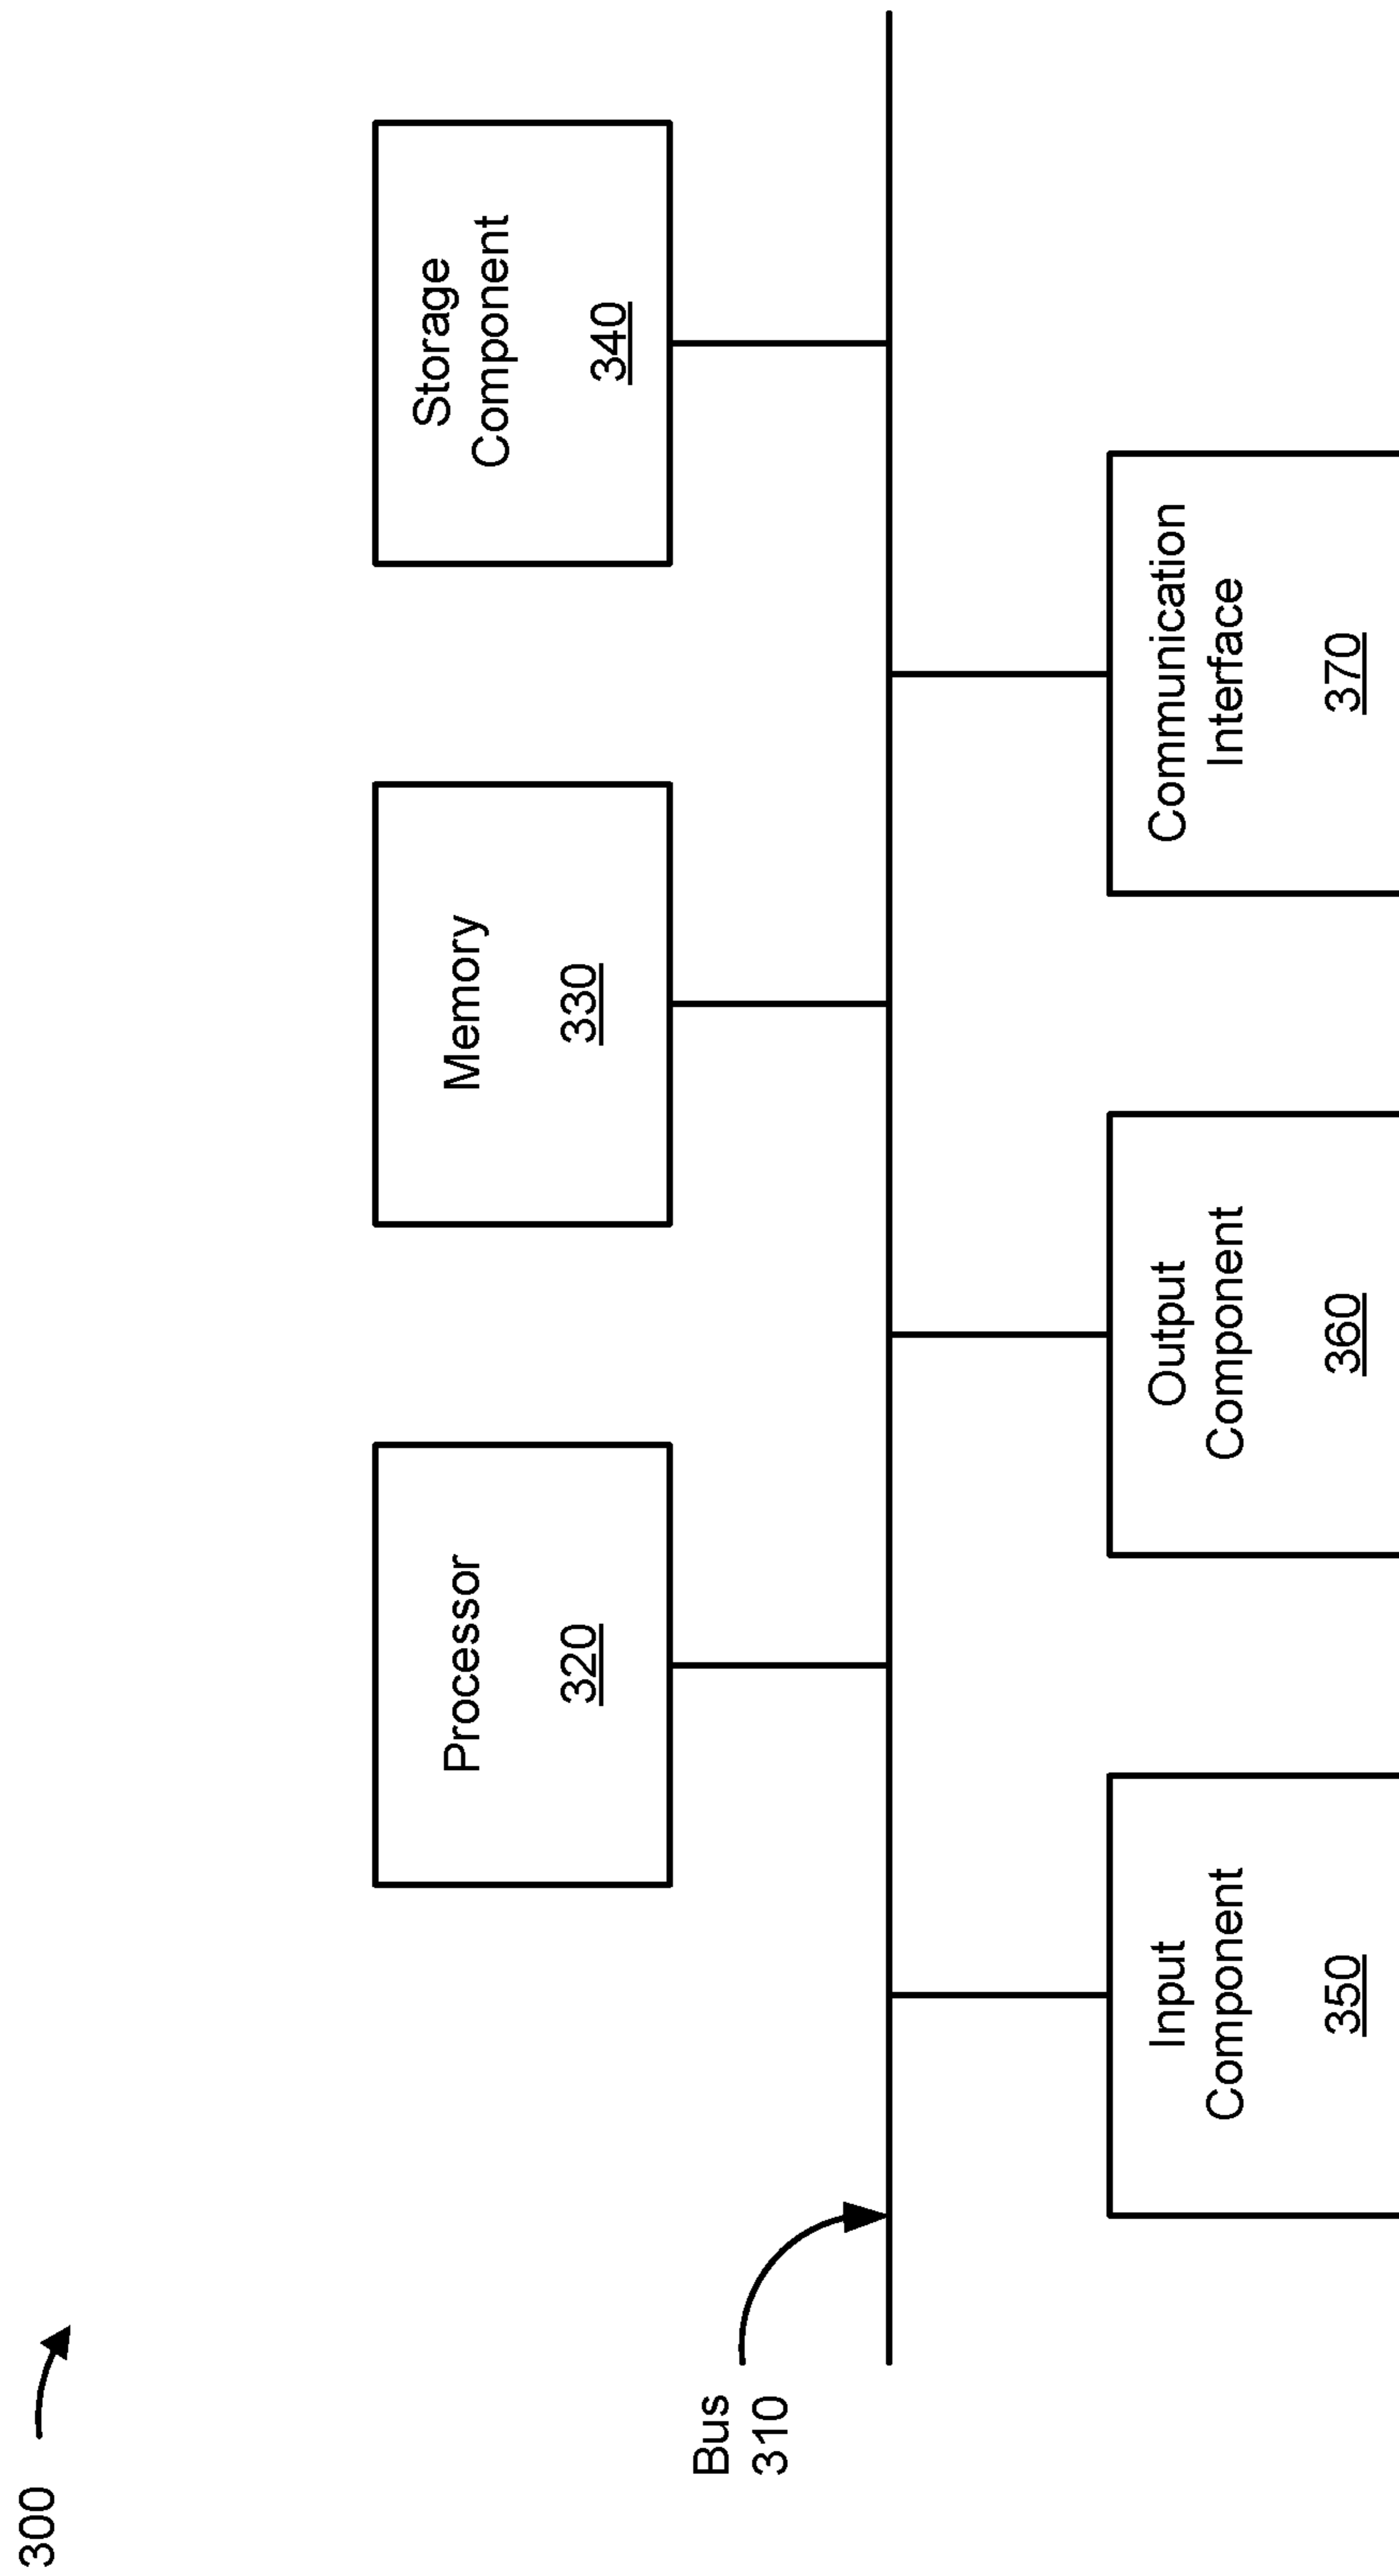 300
Processor
320
Memory
330
Storage
Component
340
Bus
310
Input
Component
350
Output
Component
360
Communication
Interface
370